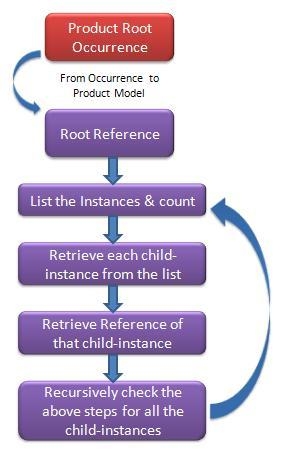 Product Root
Occurrence
From Occurrence to
Product Model
Root Reference
List the Instances & count
Retrieve each child-
instance from the list
Retrieve Reference of
that child-instance
Recursively check the
above steps for all the
child-instances